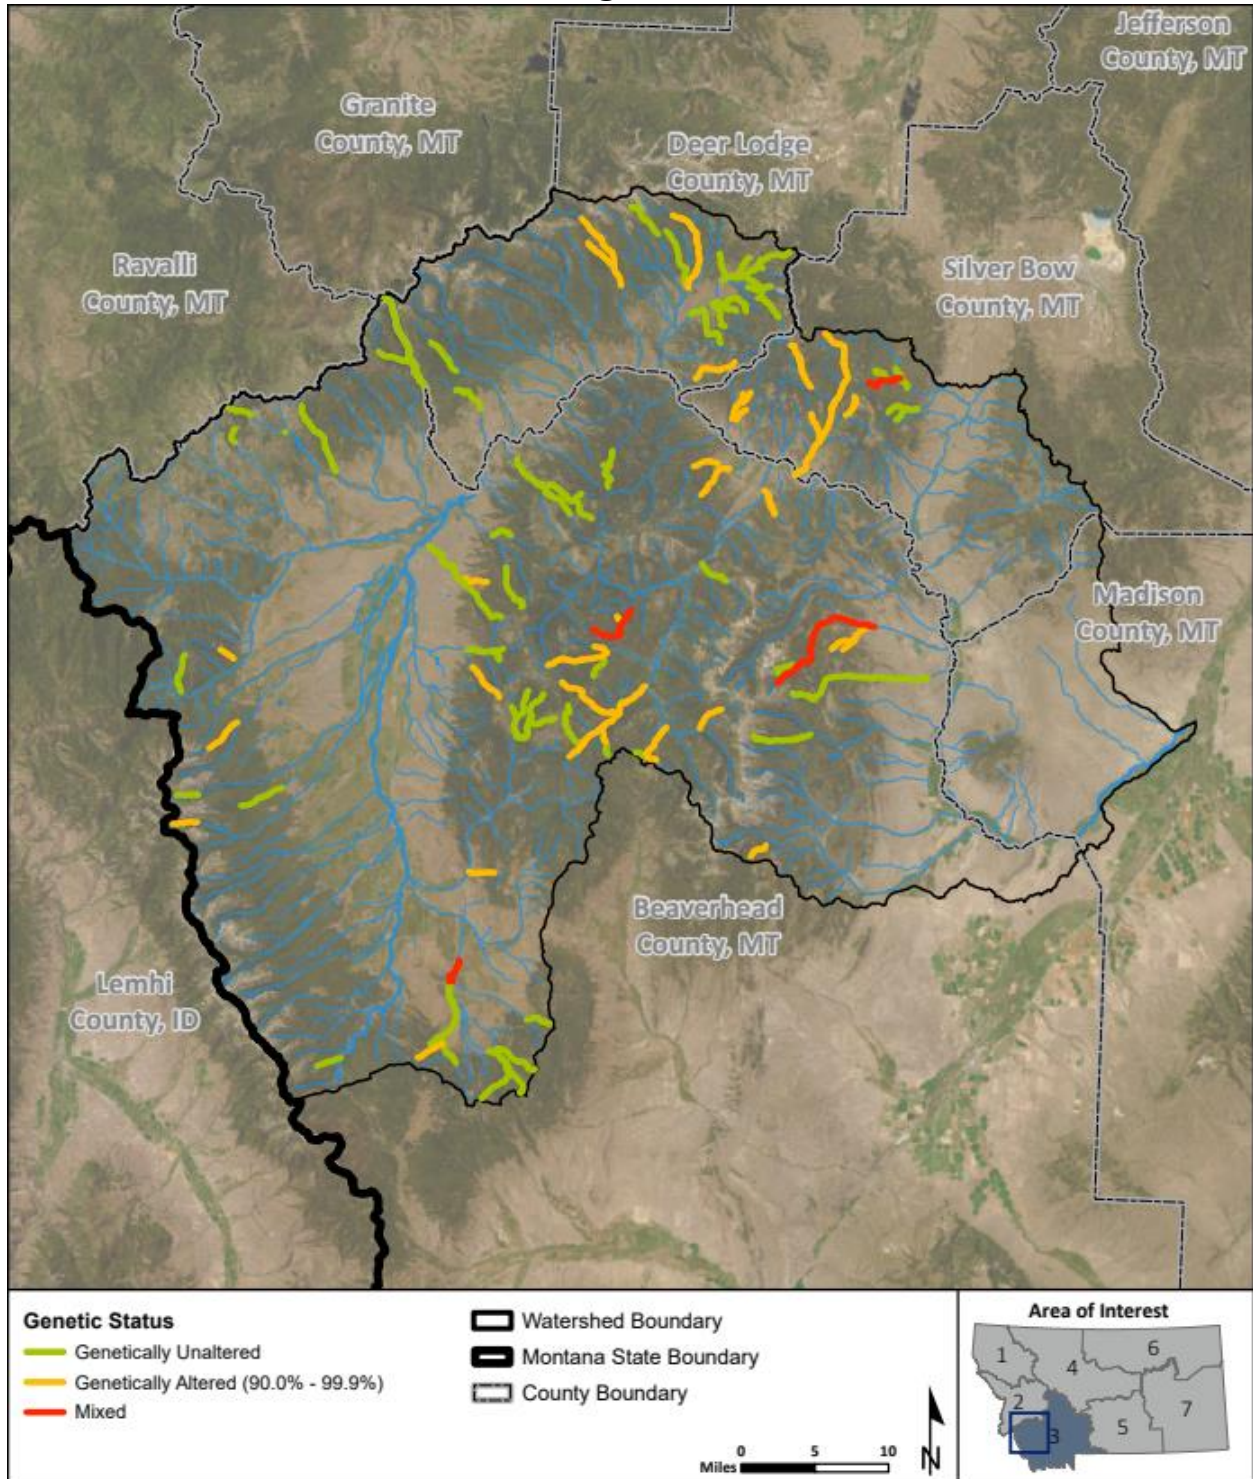 Jefferson
County, MT
Granite
County, MT
Deer Lodge
County, MT
Ravalli
County, MT
Silver Bow
County, MT
Madison
County, MT
Beaverhead
County, MT
Lemhi
County, ID
Genetic Status
Genetically Unaltered
Genetically Altered (90.0% - 99.9%)
Mixed
Watershed Boundary
Montana State Boundary
County Boundary
0 5 10
Miles
N
Area of Interest
1
2
3
4
5
6
7